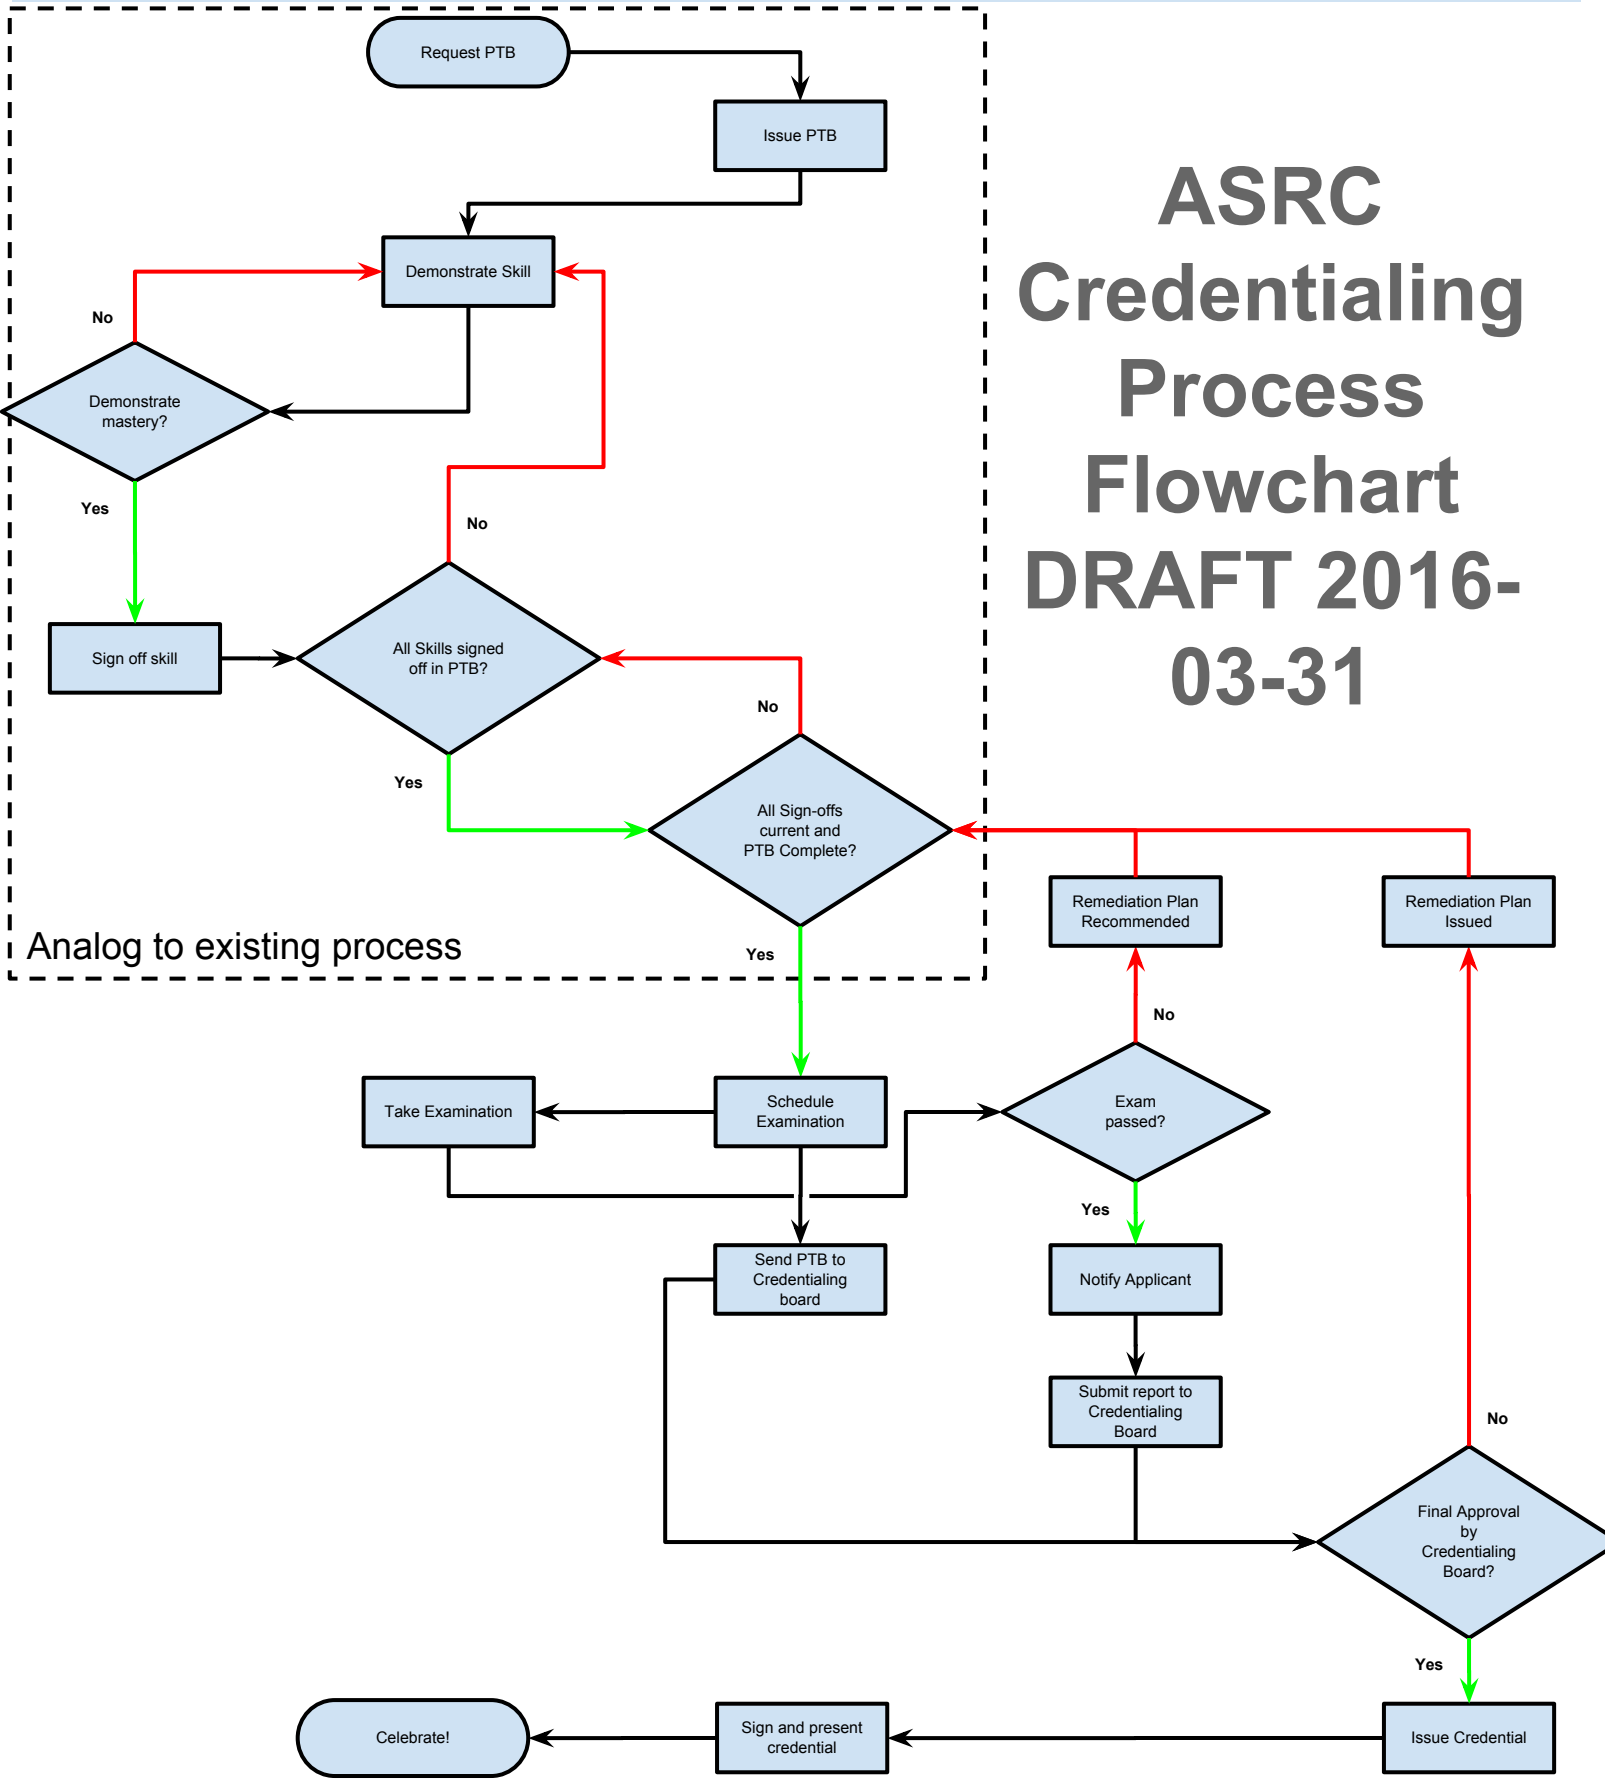 Request PTB
Issue PTB
ASRC
Credentialing
Process
Flowchart
DRAFT 2016-
03-31
Demonstrate Skill
No
Demonstrate
mastery?
Yes
No
Sign off skill
All Skills signed
off in PTB?
No
Yes
All Sign-offs
current and
PTB Complete?
Remediation Plan
Recommended
Remediation Plan
Issued
Analog to existing process
Yes
No
Take Examination
Schedule
Examination
Exam
passed?
Yes
Send PTB to
Credentialing
board
Notify Applicant
Submit report to
Credentialing
Board
No
Final Approval
by
Credentialing
Board?
Yes
Celebrate!
Sign and present
credential
Issue Credential